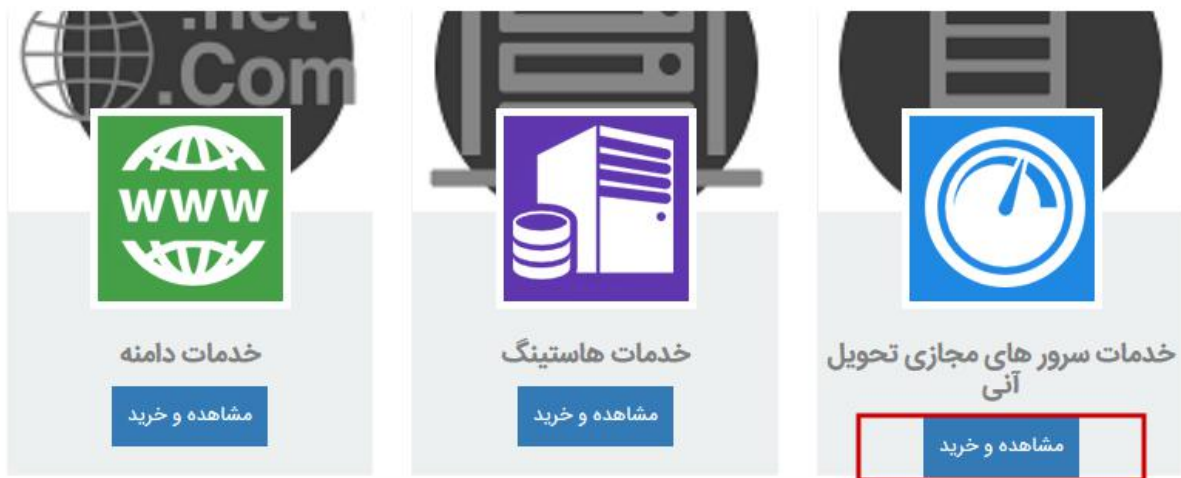 .net
.Com
www
خدمات سرور های مجازی تحویل
آنی
مشاهده و خرید
خدمات هاستینگ
مشاهده و خرید
خدمات دامنه
مشاهده و خرید